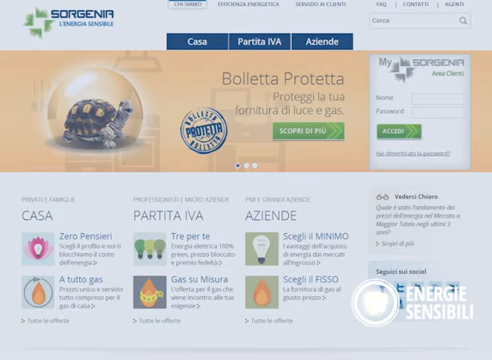 CHI SIAMO EFFICIENZA ENERGETICA SERVIZIO AI CLIENTI FAQ | CONTATTI | AGENTI
SORGENIA
L'ENERGIA SENSIBILE
Cerca
Casa Partita IVA Aziende
Bolletta Protetta
Proteggi la tua
fornitura di luce e gas.
BOLLETTA
PROTETTA
BOLLETTA
SCOPRI DI PIÙ
My SORGENIA
Area Clienti
Nome
Password
ACCEDI
Hai dimenticato la password?
PRIVATI E FAMIGLIE
CASA
Zero Pensieri
Scegli il profilo e noi ti
blocchiamo il costo
dell'energia >
A tutto gas
Prezzo unico e servizio
tutto compreso per il
gas di casa >
> Tutte le offerte
PROFESSIONISTI E MICRO AZIENDE
PARTITA IVA
Tre per te
Energia elettrica 100%
green, prezzo bloccato
e premio fedeltà >
Gas su Misura
L'offerta per il gas che
viene incontro alle tue
esigenze >
> Tutte le offerte
PMI E GRANDI AZIENDE
AZIENDE
Scegli il MINIMO
I vantaggi dell'acquisto
di energia dai mercati
all'ingrosso >
Scegli il FISSO
La fornitura di gas al
giusto prezzo >
> Tutte le offerte
Vederci Chiaro
Quale è stato l'andamento dei
prezzi dell'energia nel Mercato a
Maggior Tutela negli ultimi 3
anni?
> Scopri di più
Seguici sui social
ENERGIE
SENSIBILI